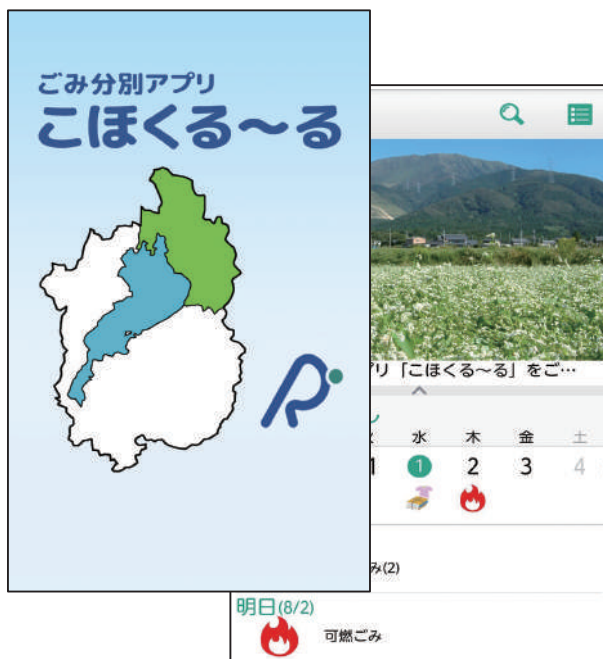 ごみ分別アプリ
こほくる～る
プリ「こほくる～る」をご…
水 木 金 土
1 1 2 3 4
み(2)
明日(8/2)
可燃ごみ